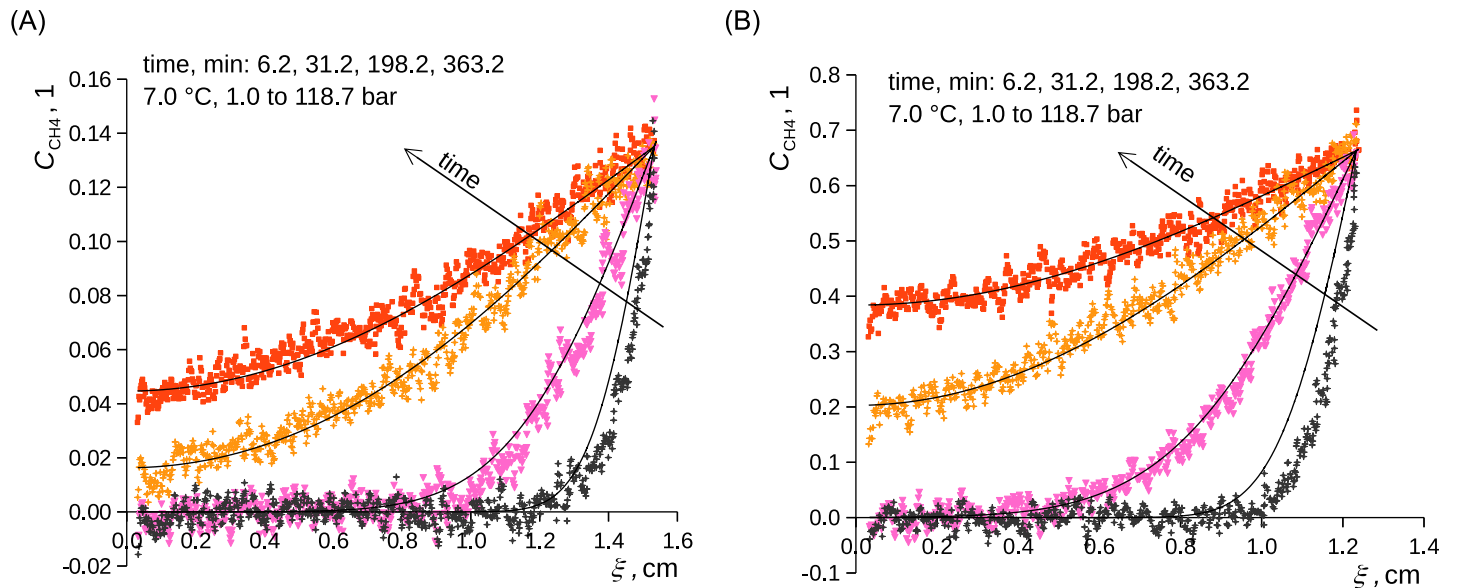 (A)
time, min: 6.2, 31.2, 198.2, 363.2
7.0 °C, 1.0 to 118.7 bar
C_CH4, 1
0.16
0.14
0.12
0.10
0.08
0.06
0.04
0.02
0.00
-0.02
time
0.0 0.2 0.4 0.6 0.8 1.0 1.2 1.4 1.6
ξ, cm
(B)
time, min: 6.2, 31.2, 198.2, 363.2
7.0 °C, 1.0 to 118.7 bar
C_CH4, 1
0.8
0.7
0.6
0.5
0.4
0.3
0.2
0.1
0.0
-0.1
time
0.0 0.2 0.4 0.6 0.8 1.0 1.2 1.4
ξ, cm